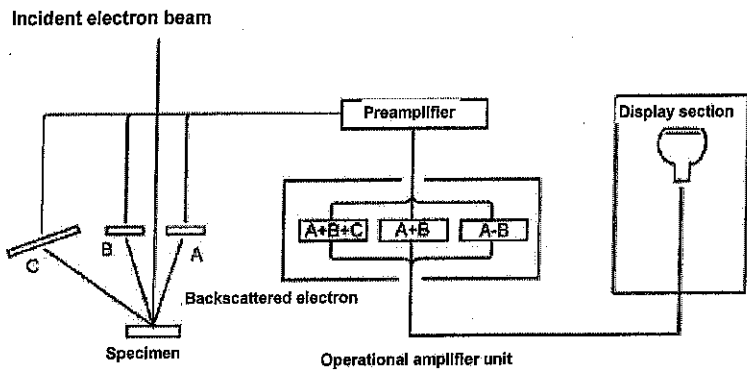 Incident electron beam
Preamplifier
Display section
A+B+C
A+B
A-B
B
A
C
Backscattered electron
Specimen
Operational amplifier unit